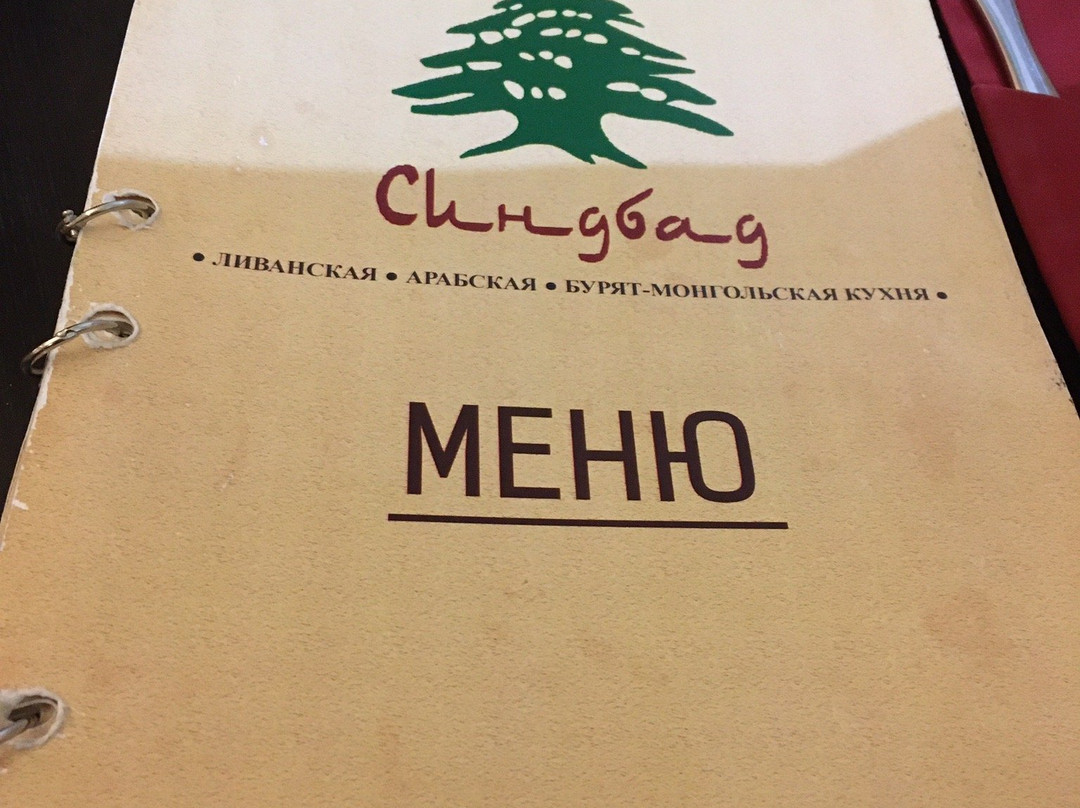 Синдбад
• ЛИВАНСКАЯ • АРАБСКАЯ • БУРЯТ-МОНГОЛЬСКАЯ КУХНЯ •
МЕНЮ